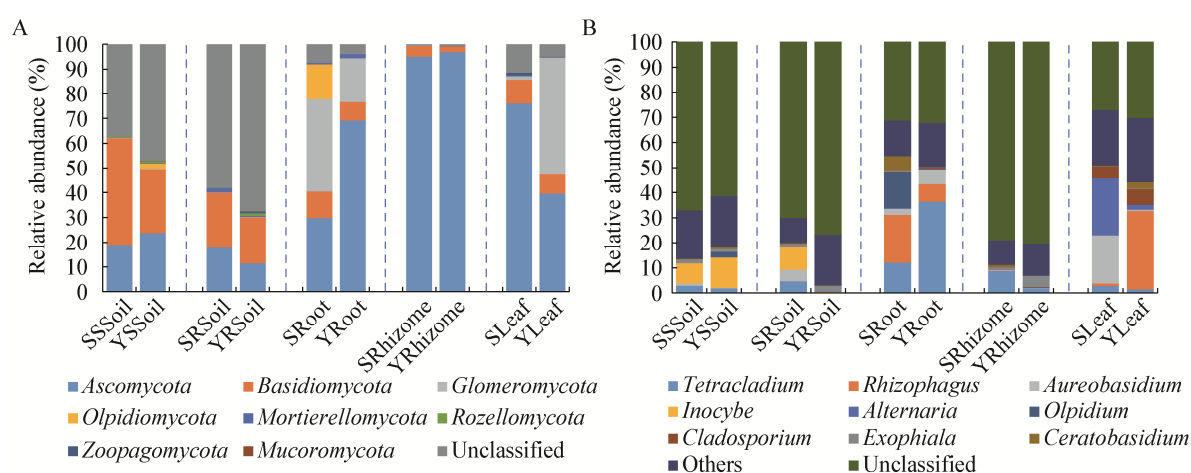 A
B
Relative abundance (%)
100
90
80
70
60
50
40
30
20
10
0
SSSoil
YSSoil
SRSoil
YRSoil
SRoot
YRoot
SRhizome
YRhizome
SLeaf
YLeaf
Ascomycota Basidiomycota Glomeromycota
Olpidiomycota Mortierellomycota Rozellomycota
Zoopagomycota Mucoromycota Unclassified
Relative abundance (%)
100
90
80
70
60
50
40
30
20
10
0
SSSoil
YSSoil
SRSoil
YRSoil
SRoot
YRoot
SRhizome
YRhizome
SLeaf
YLeaf
Tetracladium Rhizophagus Aureobasidium
Inocybe Alternaria Olpidium
Cladosporium Exophiala Ceratobasidium
Others Unclassified